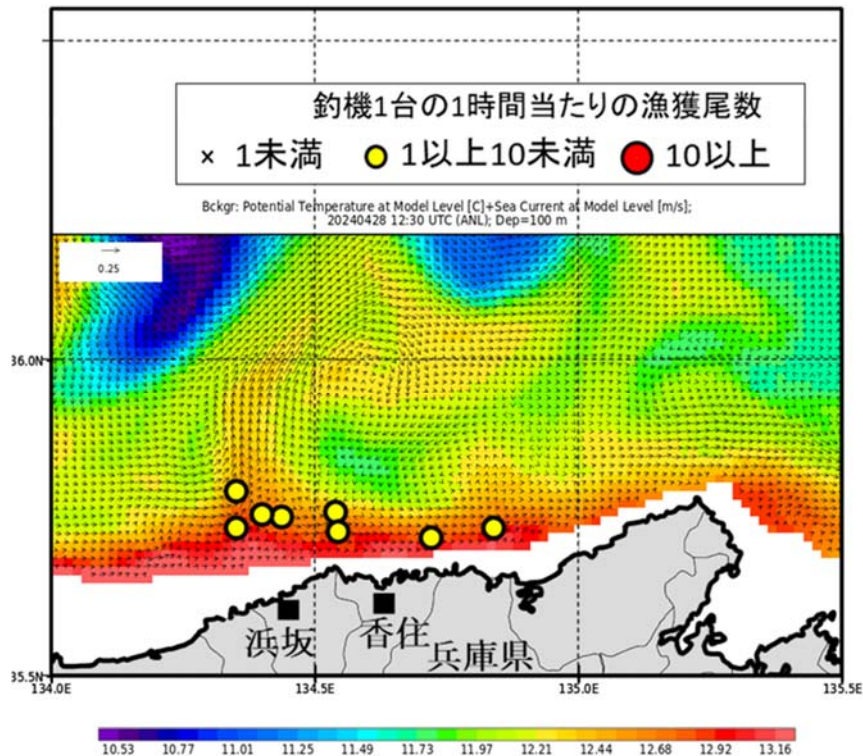 釣機1台の1時間当たりの漁獲尾数
× 1未満 1以上10未満 10以上
Bckgr: Potential Temperature at Model Level [C]+Sea Current at Model Level [m/s];
20240428 12:30 UTC (ANL); Dep=100 m
0.25
36.0N
浜坂
香住
兵庫県
35.5N
134.0E 134.5E 135.0E 135.5E
10.53 10.77 11.01 11.25 11.49 11.73 11.97 12.21 12.44 12.68 12.92 13.16